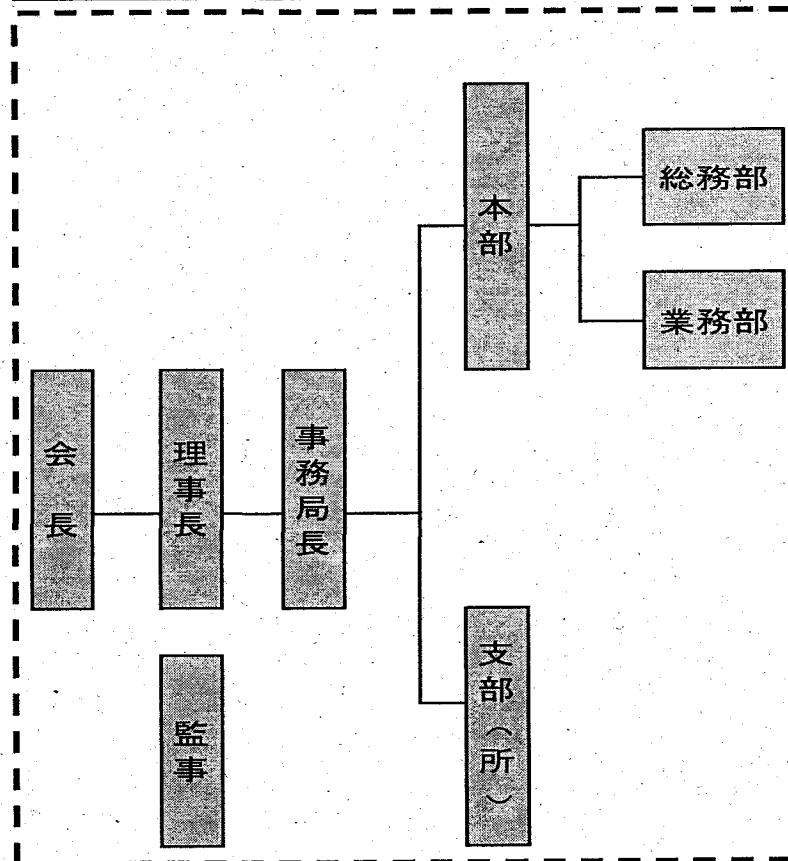 会長
理事長
監事
事務局長
本部
総務部
業務部
支部（所）